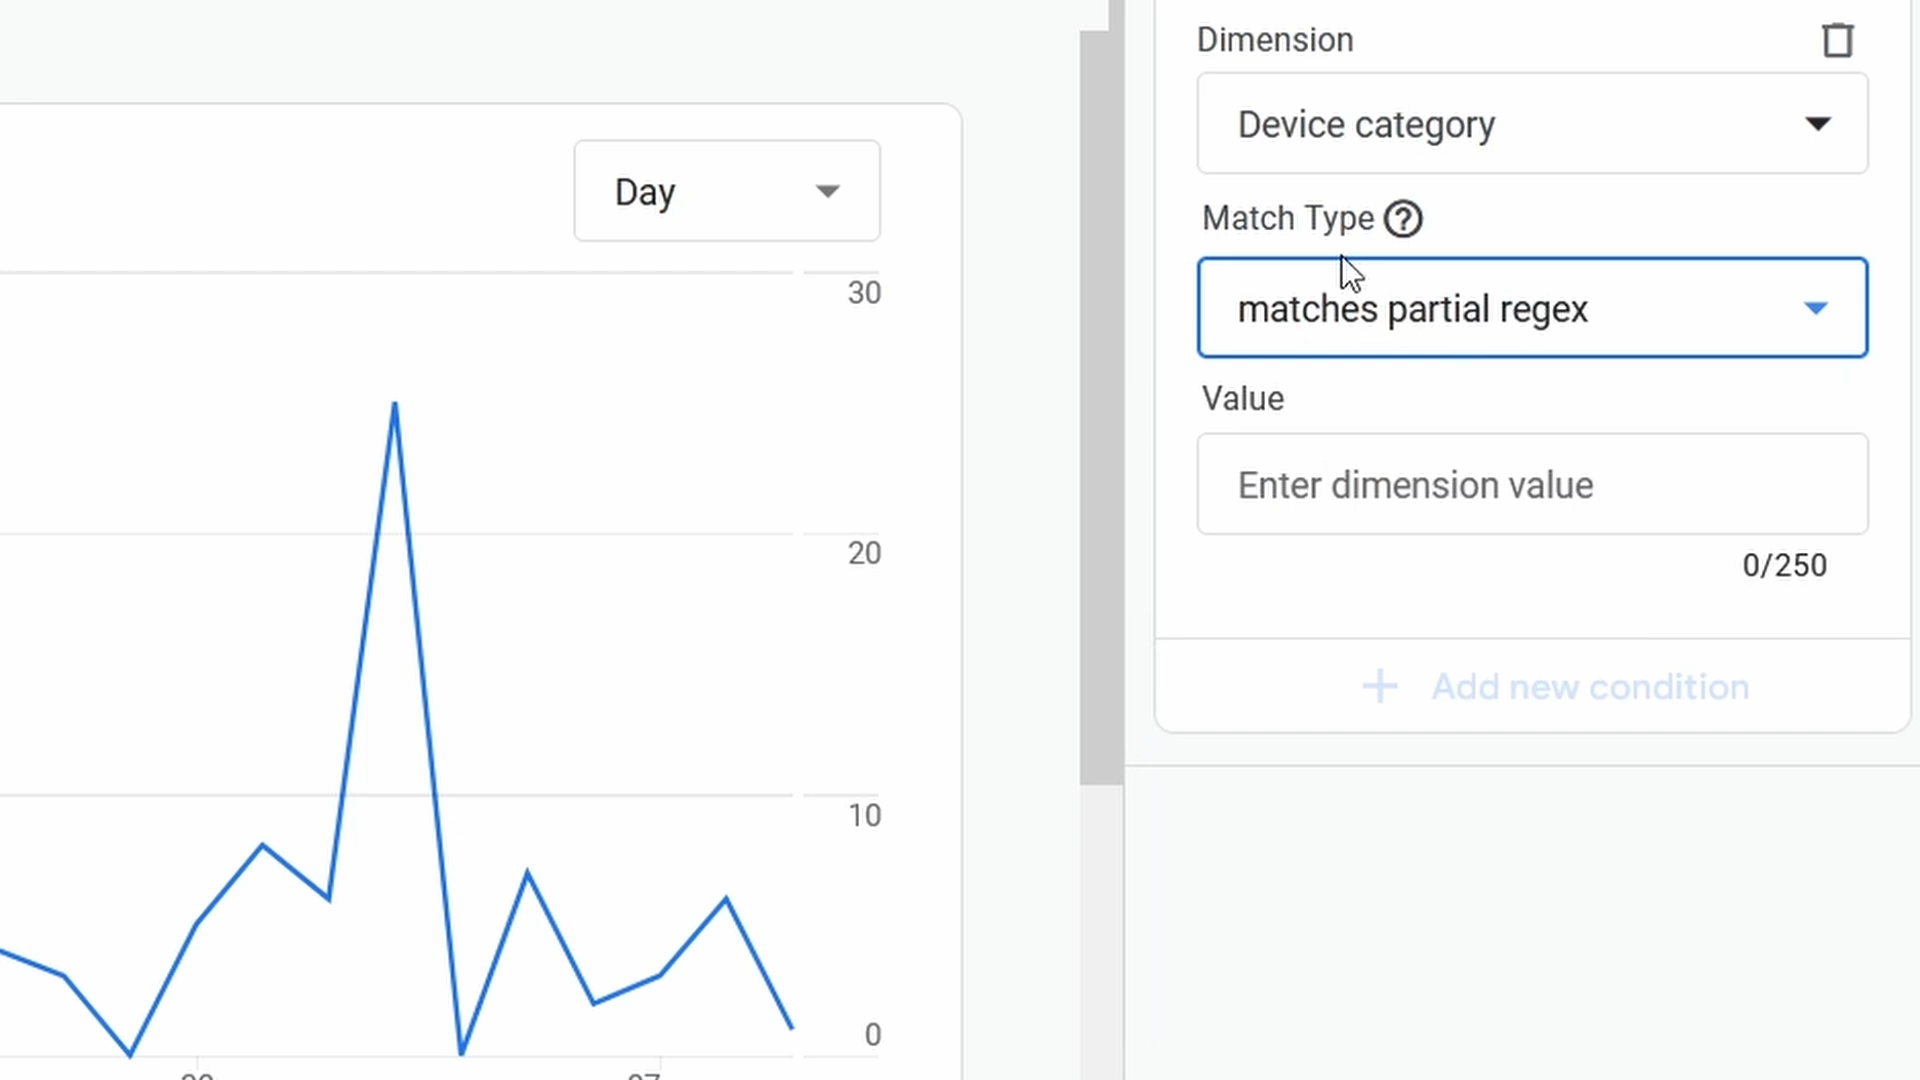 Dimension
Device category
Day
Match Type
matches partial regex
30
Value
Enter dimension value
20
0/250
+ Add new condition
10
0